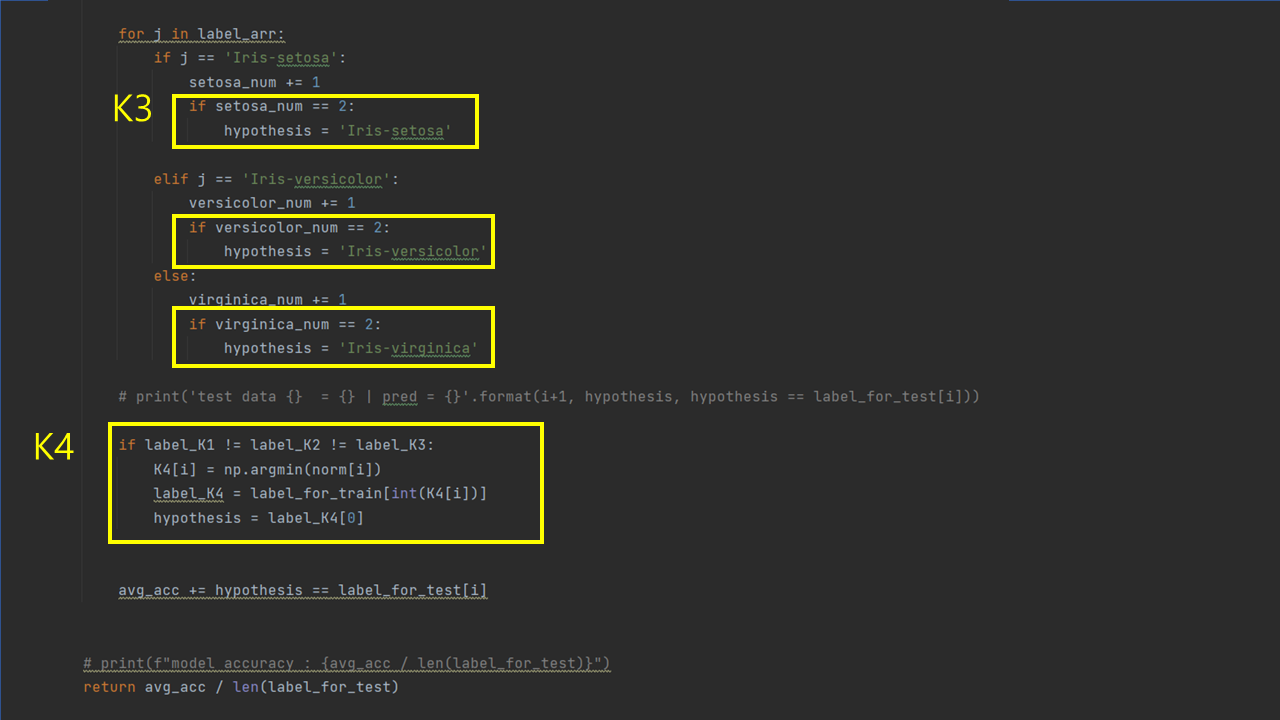 for j in label_arr:
if j == 'Iris-setosa':
setosa_num += 1
K3
if setosa_num == 2:
hypothesis = 'Iris-setosa'
elif j == 'Iris-versicolor':
versicolor_num += 1
if versicolor_num == 2:
hypothesis = 'Iris-versicolor'
else:
virginica_num += 1
if virginica_num == 2:
hypothesis = 'Iris-virginica'
# print('test data {}  = {} | pred = {}'.format(i+1, hypothesis, hypothesis == label_for_test[i]))
K4
if label_K1 != label_K2 != label_K3:
K4[i] = np.argmin(norm[i])
label_K4 = label_for_train[int(K4[i])]
hypothesis = label_K4[0]
avg_acc += hypothesis == label_for_test[i]
# print(f"model accuracy : {avg_acc / len(label_for_test)}")
return avg_acc / len(label_for_test)